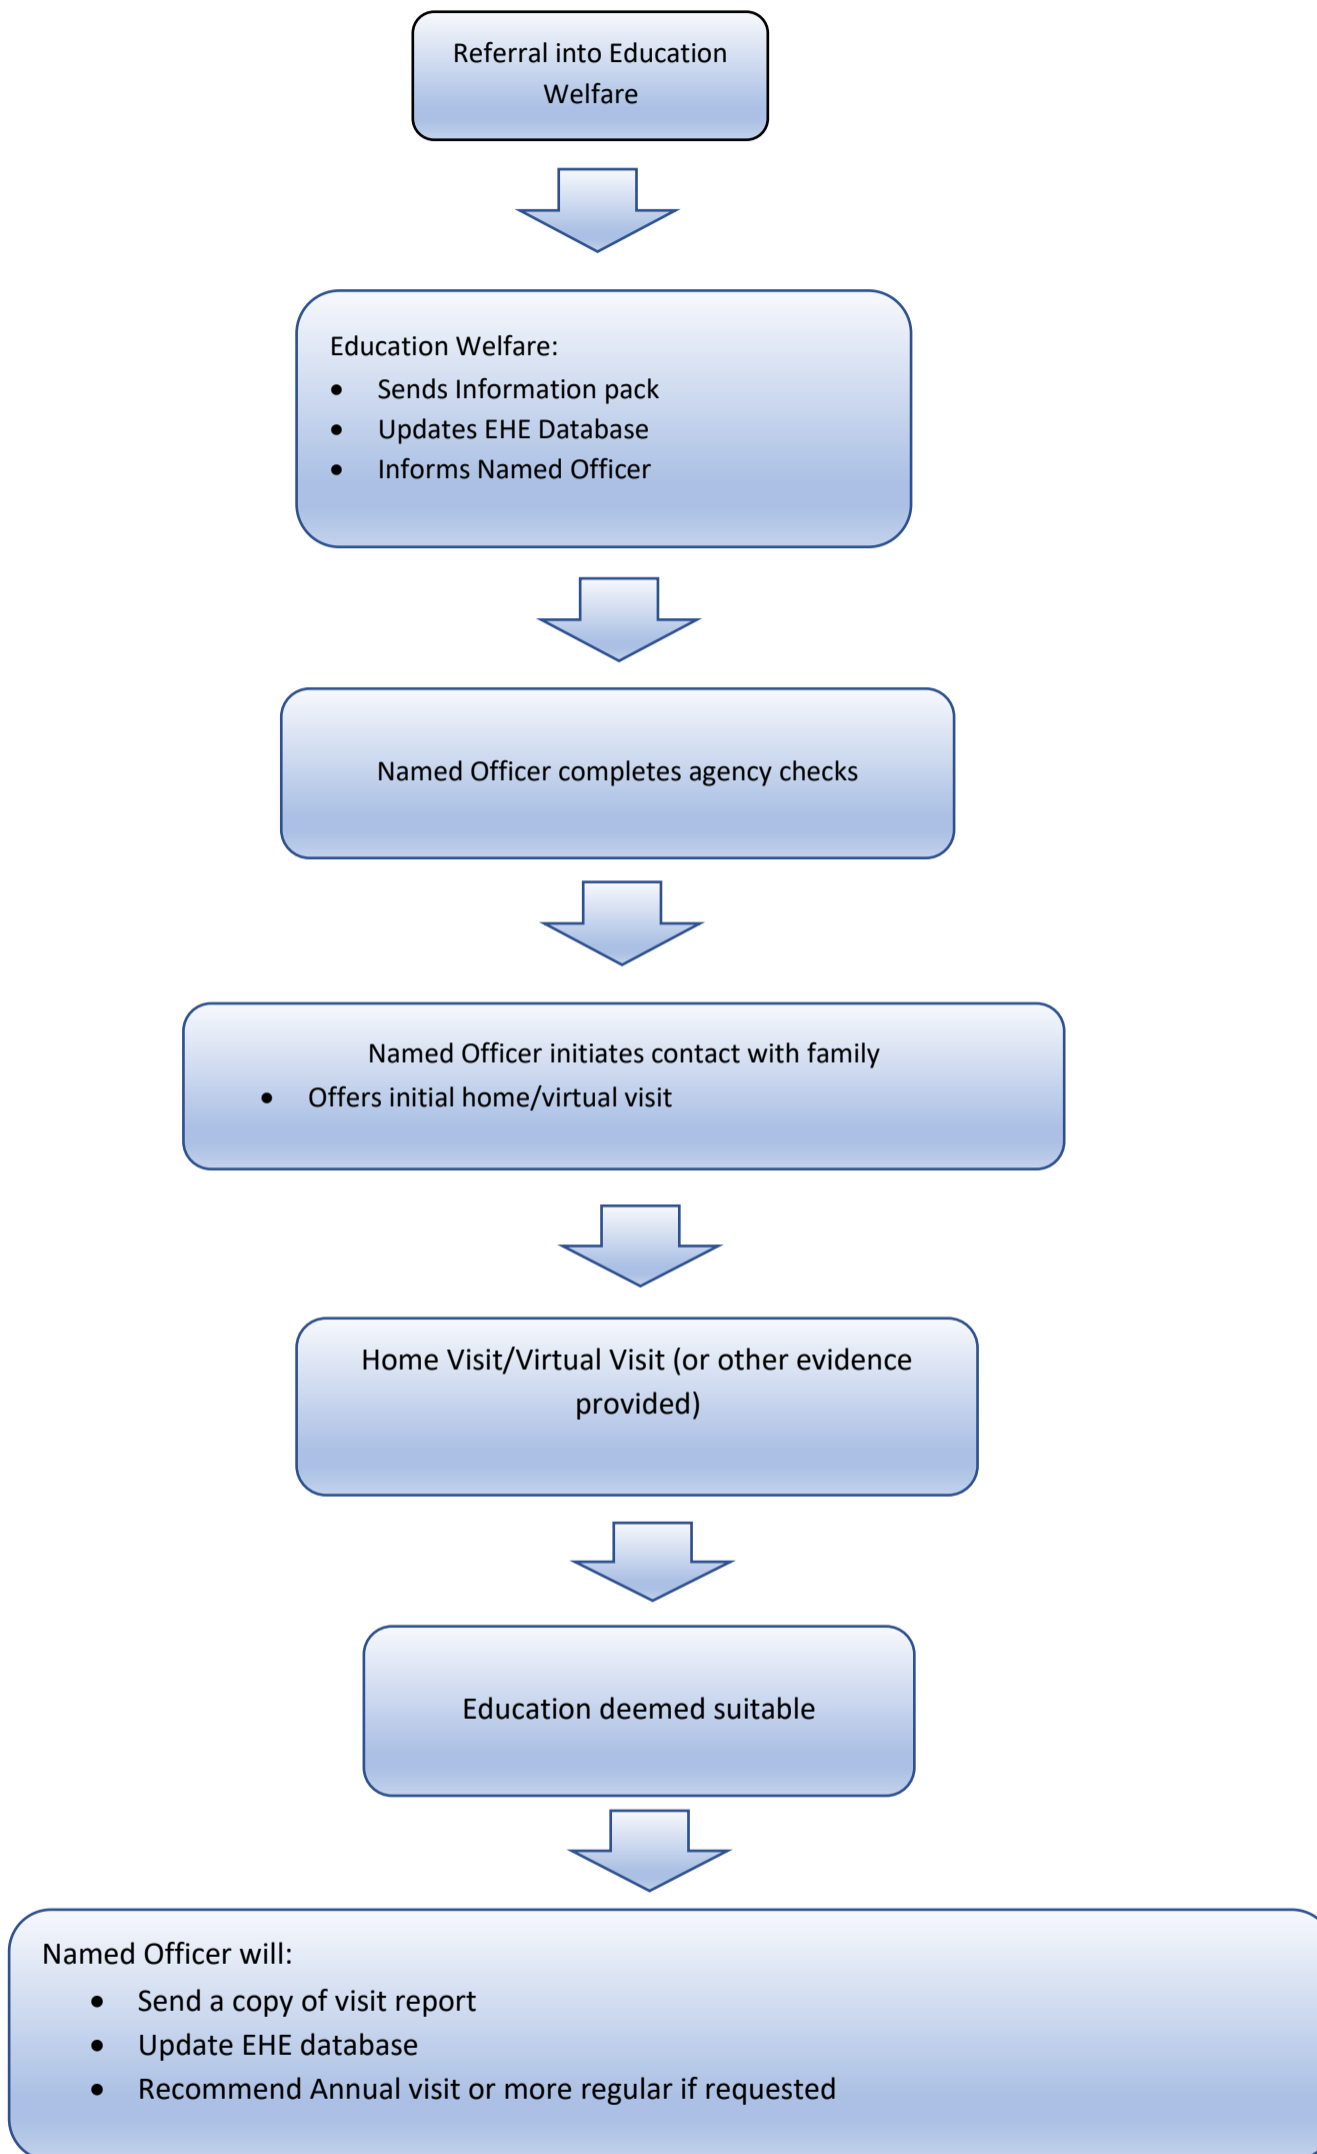 Referral into Education
Welfare
Education Welfare:
• Sends Information pack
• Updates EHE Database
• Informs Named Officer
Named Officer completes agency checks
Named Officer initiates contact with family
• Offers initial home/virtual visit
Home Visit/Virtual Visit (or other evidence
provided)
Education deemed suitable
Named Officer will:
• Send a copy of visit report
• Update EHE database
• Recommend Annual visit or more regular if requested